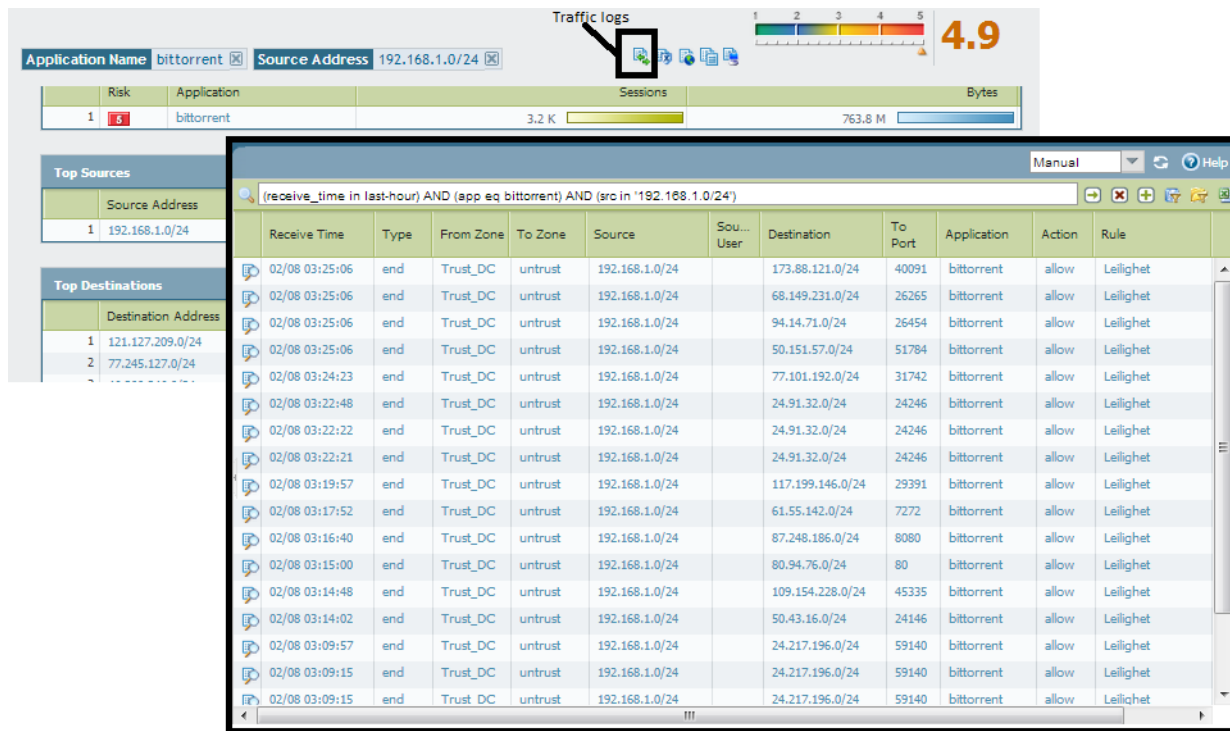 Traffic logs
1 2 3 4 5
4.9
Application Name bittorrent Source Address 192.168.1.0/24
Risk Application Sessions Bytes
1 5 bittorrent 3.2 K 763.8 M
Top Sources
Source Address
1 192.168.1.0/24
Top Destinations
Destination Address
1 121.127.209.0/24
2 77.245.127.0/24
Manual Help
(receive_time in last-hour) AND (app eq bittorrent) AND (src in '192.168.1.0/24')
Receive Time Type From Zone To Zone Source Sou... User Destination To Port Application Action Rule
02/08 03:25:06 end Trust_DC untrust 192.168.1.0/24 173.88.121.0/24 40091 bittorrent allow Leilighet
02/08 03:25:06 end Trust_DC untrust 192.168.1.0/24 68.149.231.0/24 26265 bittorrent allow Leilighet
02/08 03:25:06 end Trust_DC untrust 192.168.1.0/24 94.14.71.0/24 26454 bittorrent allow Leilighet
02/08 03:25:06 end Trust_DC untrust 192.168.1.0/24 50.151.57.0/24 51784 bittorrent allow Leilighet
02/08 03:24:23 end Trust_DC untrust 192.168.1.0/24 77.101.192.0/24 31742 bittorrent allow Leilighet
02/08 03:22:48 end Trust_DC untrust 192.168.1.0/24 24.91.32.0/24 24246 bittorrent allow Leilighet
02/08 03:22:22 end Trust_DC untrust 192.168.1.0/24 24.91.32.0/24 24246 bittorrent allow Leilighet
02/08 03:22:21 end Trust_DC untrust 192.168.1.0/24 24.91.32.0/24 24246 bittorrent allow Leilighet
02/08 03:19:57 end Trust_DC untrust 192.168.1.0/24 117.199.146.0/24 29391 bittorrent allow Leilighet
02/08 03:17:52 end Trust_DC untrust 192.168.1.0/24 61.55.142.0/24 7272 bittorrent allow Leilighet
02/08 03:16:40 end Trust_DC untrust 192.168.1.0/24 87.248.186.0/24 8080 bittorrent allow Leilighet
02/08 03:15:00 end Trust_DC untrust 192.168.1.0/24 80.94.76.0/24 80 bittorrent allow Leilighet
02/08 03:14:48 end Trust_DC untrust 192.168.1.0/24 109.154.228.0/24 45335 bittorrent allow Leilighet
02/08 03:14:02 end Trust_DC untrust 192.168.1.0/24 50.43.16.0/24 24146 bittorrent allow Leilighet
02/08 03:09:57 end Trust_DC untrust 192.168.1.0/24 24.217.196.0/24 59140 bittorrent allow Leilighet
02/08 03:09:15 end Trust_DC untrust 192.168.1.0/24 24.217.196.0/24 59140 bittorrent allow Leilighet
02/08 03:09:15 end Trust_DC untrust 192.168.1.0/24 24.217.196.0/24 59140 bittorrent allow Leilighet